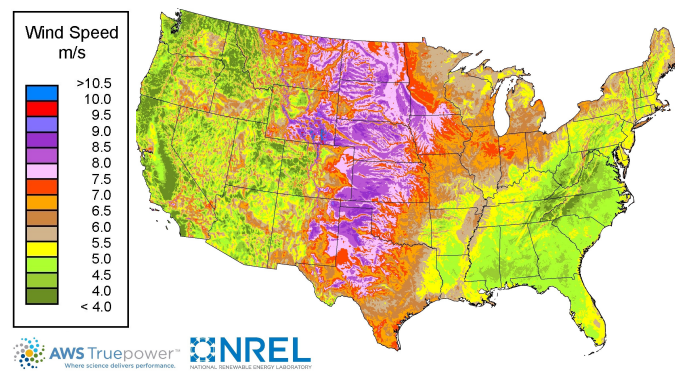 Wind Speed
m/s
>10.5
10.0
9.5
9.0
8.5
8.0
7.5
7.0
6.5
6.0
5.5
5.0
4.5
4.0
< 4.0
AWS Truepower™
Where science delivers performance.
NREL
NATIONAL RENEWABLE ENERGY LABORATORY